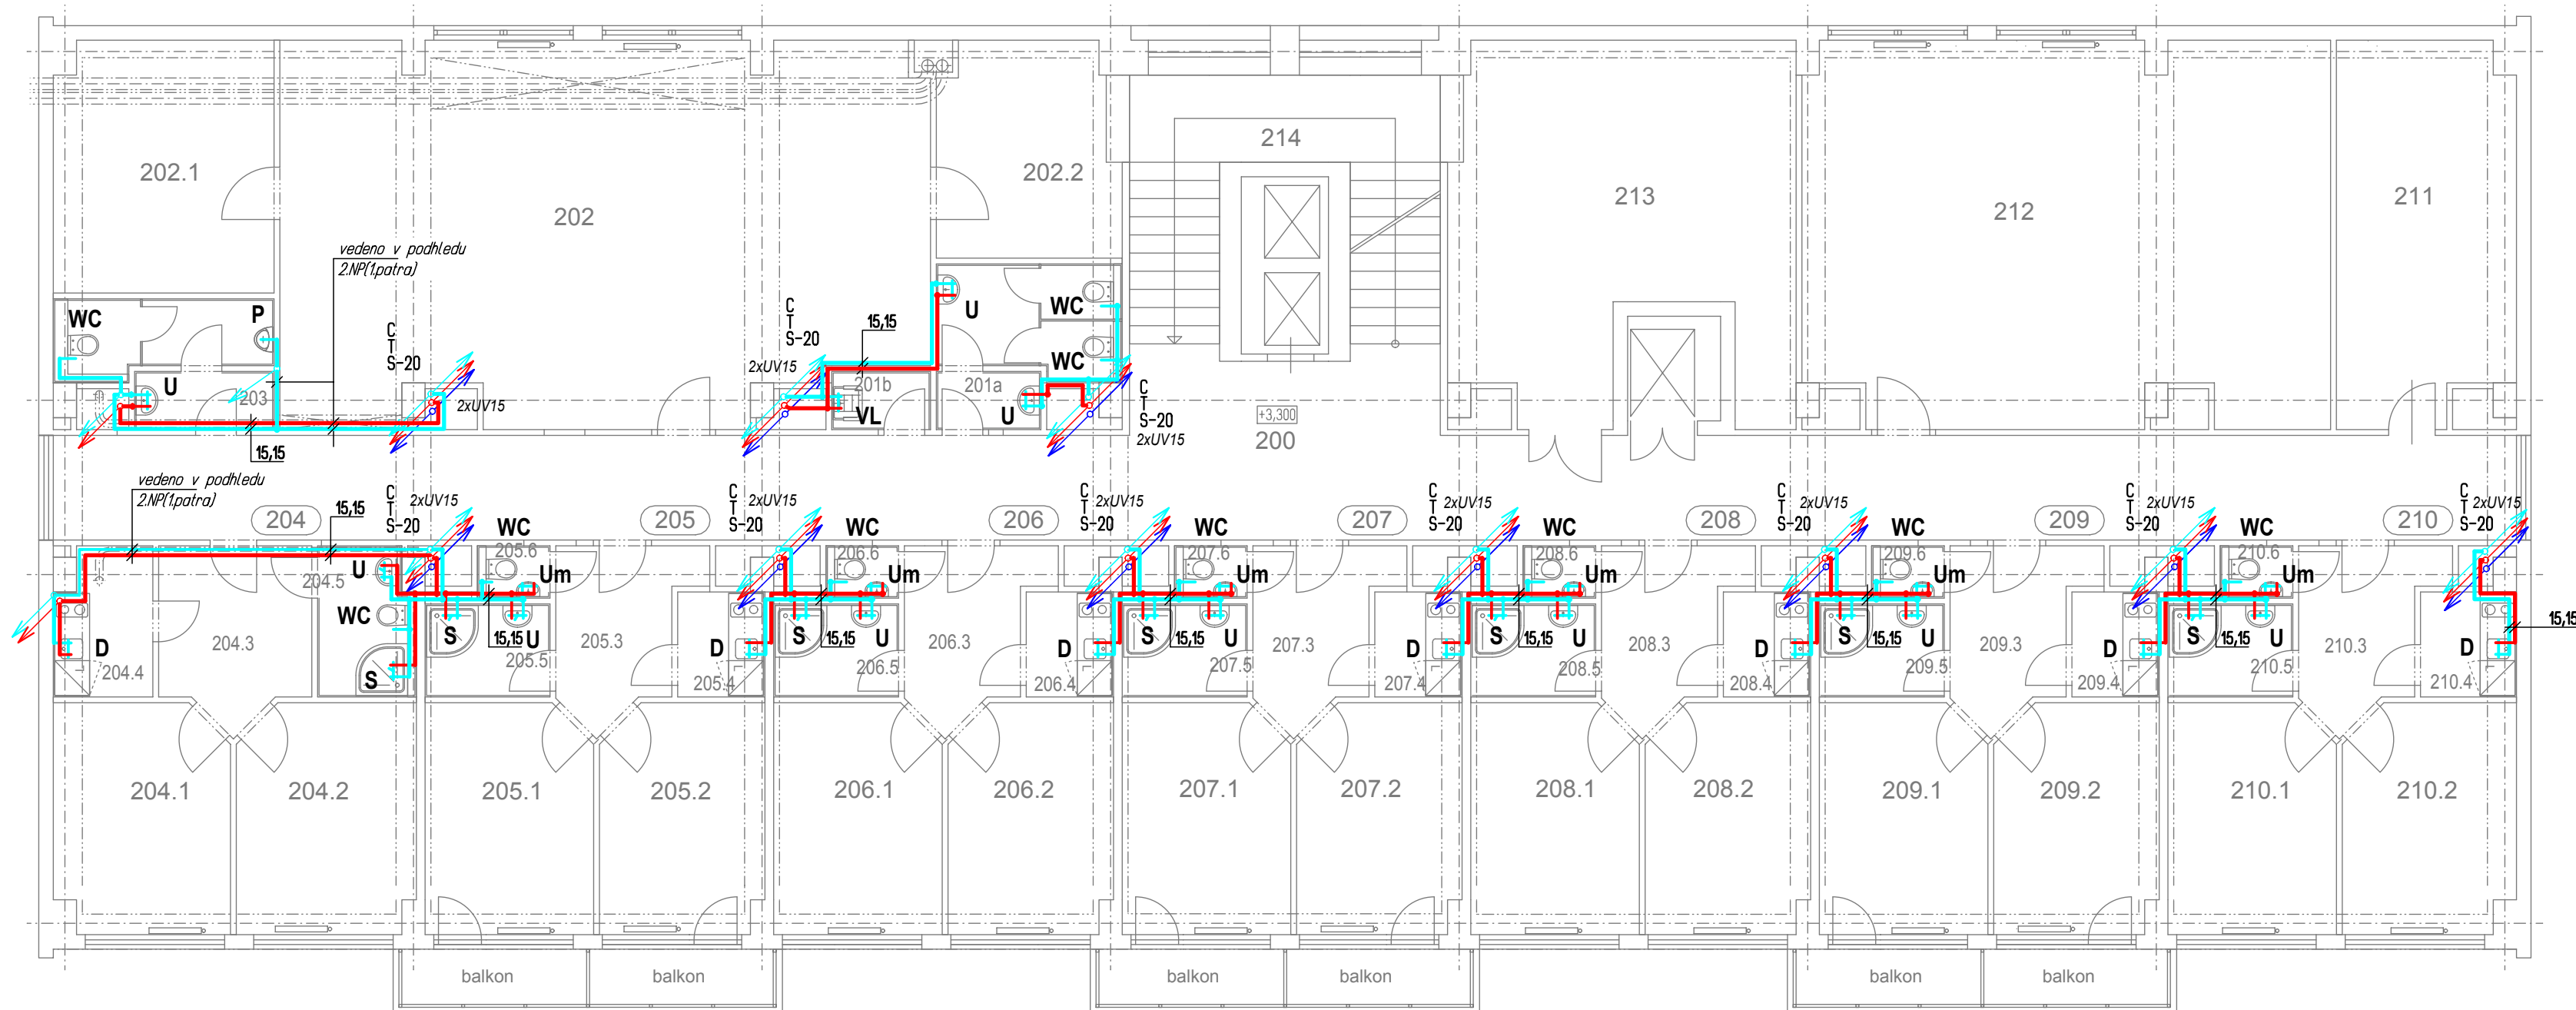 214
202.1
202.2
213
212
211
202
vedeno v podhledu
2.NP(1.patra)
WC
P
C
T
S-20
C
T
S-20
15,15
U
WC
WC
2xUV15
U
203
2xUV15
201b
VL
201a
U
C
T
S-20
2xUV15
+3,300
200
15,15
vedeno v podhledu
2.NP(1.patra)
15,15
204
C
T
S-20
2xUV15
WC
205
C
T
S-20
2xUV15
WC
206
C
T
S-20
2xUV15
WC
207
C
T
S-20
2xUV15
WC
208
C
T
S-20
2xUV15
WC
209
C
T
S-20
2xUV15
WC
210
C
T
S-20
2xUV15
204.5
U
205.6
Um
206.6
Um
207.6
Um
208.6
Um
209.6
Um
210.6
Um
WC
D
204.4
204.3
S
S
15,15
U
205.5
205.3
D
205.4
S
15,15
U
206.5
206.3
D
206.4
S
15,15
U
207.5
207.3
D
207.4
S
15,15
U
208.5
208.3
D
208.4
S
15,15
U
209.5
209.3
D
209.4
S
15,15
U
210.5
210.3
D
210.4
15,15
204.1
204.2
205.1
205.2
206.1
206.2
207.1
207.2
208.1
208.2
209.1
209.2
210.1
210.2
balkon
balkon
balkon
balkon
balkon
balkon